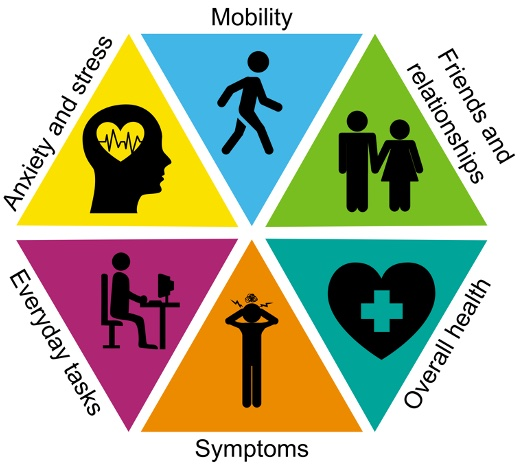 Mobility
Anxiety and stress
Friends and
relationships
Everyday tasks
Overall health
Symptoms